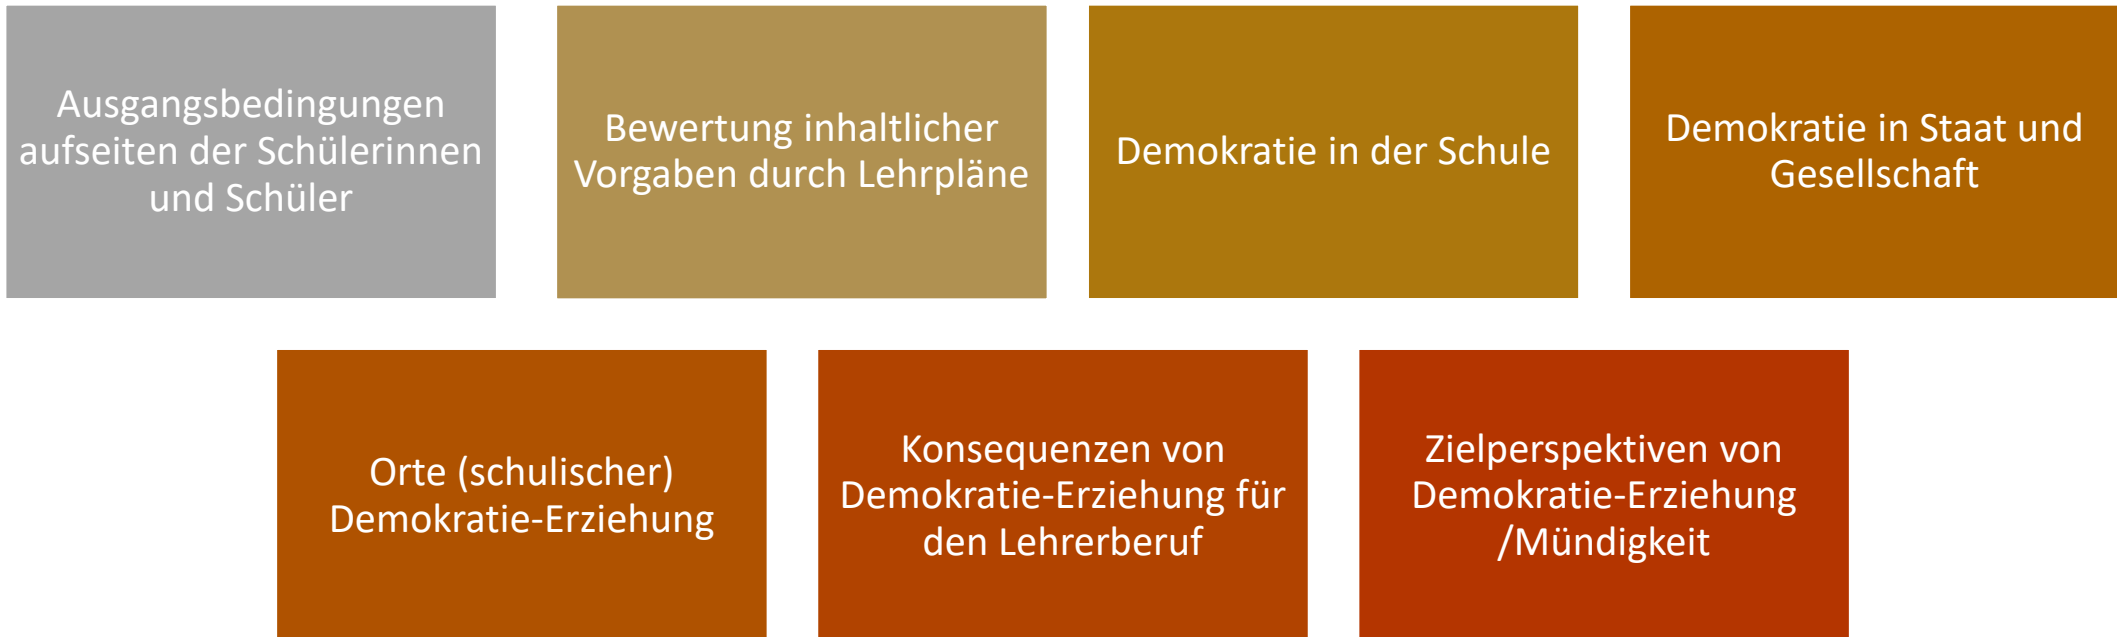 Ausgangsbedingungen
aufseiten der Schülerinnen
und Schüler
Bewertung inhaltlicher
Vorgaben durch Lehrpläne
Demokratie in der Schule
Demokratie in Staat und
Gesellschaft
Orte (schulischer)
Demokratie-Erziehung
Konsequenzen von
Demokratie-Erziehung für
den Lehrerberuf
Zielperspektiven von
Demokratie-Erziehung
/Mündigkeit